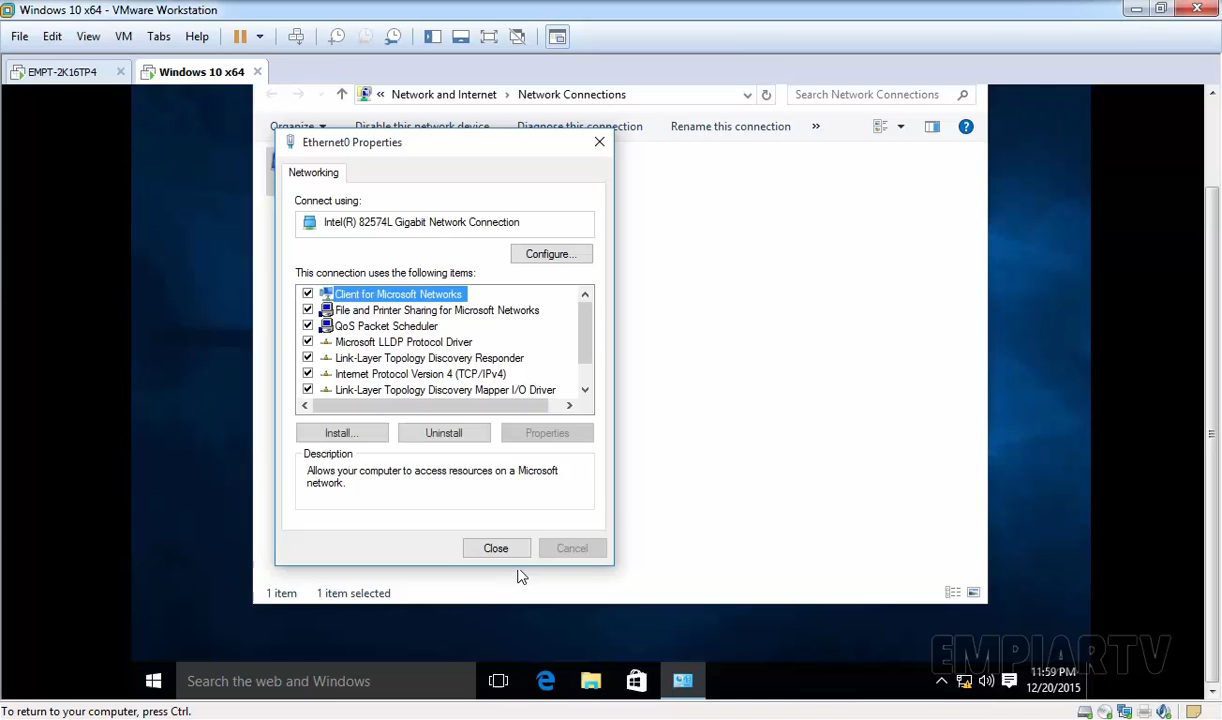 Windows 10 x64 - VMware Workstation
File Edit View VM Tabs Help
EMPT-2K16TP4 Windows 10 x64
« Network and Internet > Network Connections Search Network Connections
Organize Disable this network device Diagnose this connection Rename this connection »
Ethernet0 Properties
Networking
Connect using:
Intel(R) 82574L Gigabit Network Connection
Configure...
This connection uses the following items:
Client for Microsoft Networks
File and Printer Sharing for Microsoft Networks
QoS Packet Scheduler
Microsoft LLDP Protocol Driver
Link-Layer Topology Discovery Responder
Internet Protocol Version 4 (TCP/IPv4)
Link-Layer Topology Discovery Mapper I/O Driver
Install... Uninstall Properties
Description
Allows your computer to access resources on a Microsoft
network.
Close Cancel
1 item 1 item selected
EMPIARTV
Search the web and Windows
11:59 PM
12/20/2015
To return to your computer, press Ctrl.